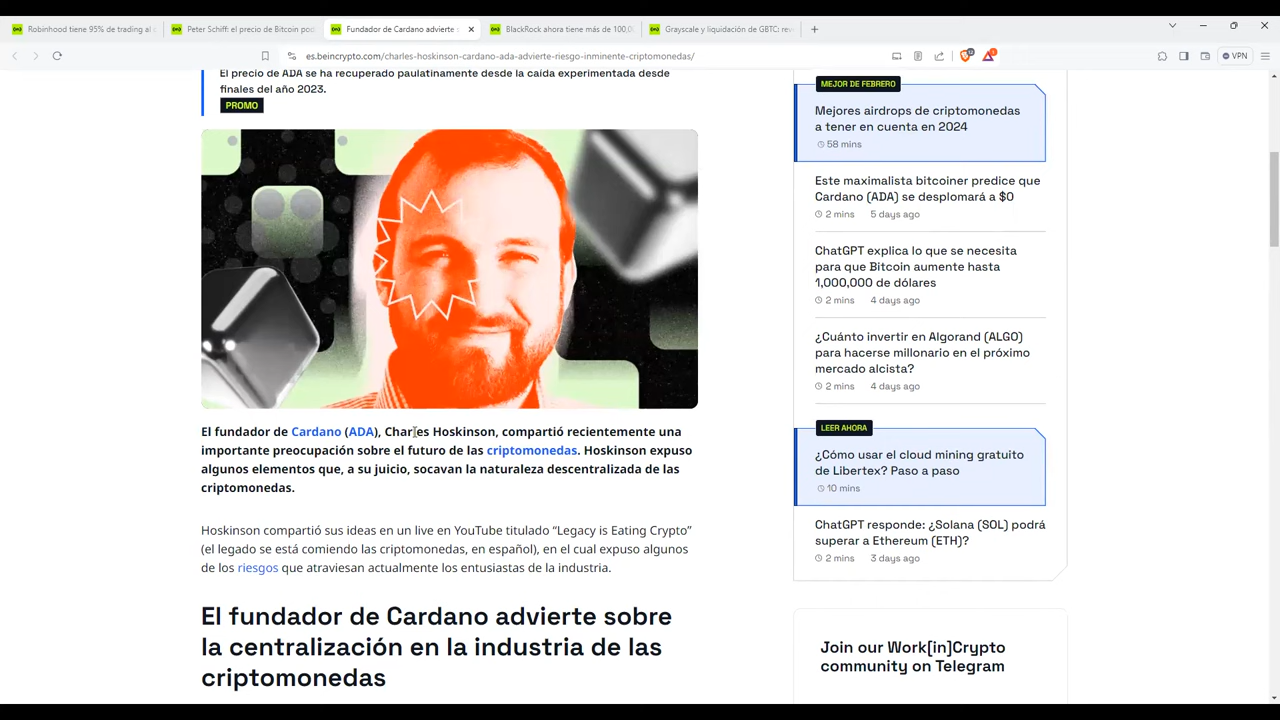 Robinhood tiene 95% de trading al
Peter Schiff: el precio de Bitcoin pod
Fundador de Cardano advierte
BlackRock ahora tiene más de 100,0
Grayscale y liquidación de GBTC: rev
es.beincrypto.com/charles-hoskinson-cardano-ada-advierte-riesgo-inminente-criptomonedas/
VPN
El precio de ADA se ha recuperado paulatinamente desde la caída experimentada desde
finales del año 2023.
PROMO
El fundador de Cardano (ADA), Charles Hoskinson, compartió recientemente una
importante preocupación sobre el futuro de las criptomonedas. Hoskinson expuso
algunos elementos que, a su juicio, socavan la naturaleza descentralizada de las
criptomonedas.
Hoskinson compartió sus ideas en un live en YouTube titulado “Legacy is Eating Crypto”
(el legado se está comiendo las criptomonedas, en español), en el cual expuso algunos
de los riesgos que atraviesan actualmente los entusiastas de la industria.
El fundador de Cardano advierte sobre
la centralización en la industria de las
criptomonedas
MEJOR DE FEBRERO
Mejores airdrops de criptomonedas
a tener en cuenta en 2024
58 mins
Este maximalista bitcoiner predice que
Cardano (ADA) se desplomará a $0
2 mins 5 days ago
ChatGPT explica lo que se necesita
para que Bitcoin aumente hasta
1,000,000 de dólares
2 mins 4 days ago
¿Cuánto invertir en Algorand (ALGO)
para hacerse millonario en el próximo
mercado alcista?
2 mins 4 days ago
LEER AHORA
¿Cómo usar el cloud mining gratuito
de Libertex? Paso a paso
10 mins
ChatGPT responde: ¿Solana (SOL) podrá
superar a Ethereum (ETH)?
2 mins 3 days ago
Join our Work[in]Crypto
community on Telegram